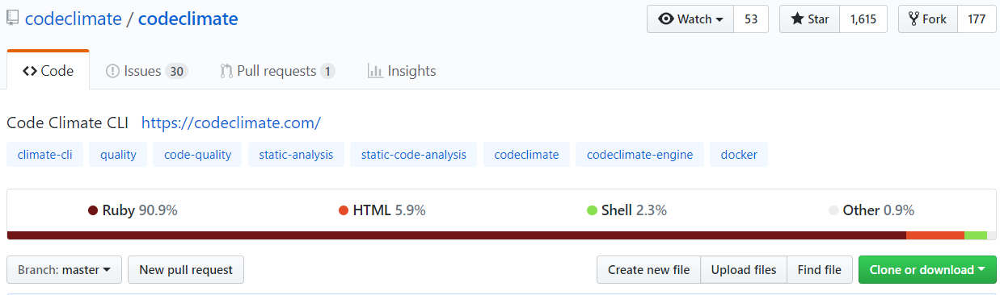 codeclimate / codeclimate Watch 53 Star 1,615 Fork 177
Code Issues 30 Pull requests 1 Insights
Code Climate CLI https://codeclimate.com/
climate-cli quality code-quality static-analysis static-code-analysis codeclimate codeclimate-engine docker
Ruby 90.9% HTML 5.9% Shell 2.3% Other 0.9%
Branch: master New pull request Create new file Upload files Find file Clone or download